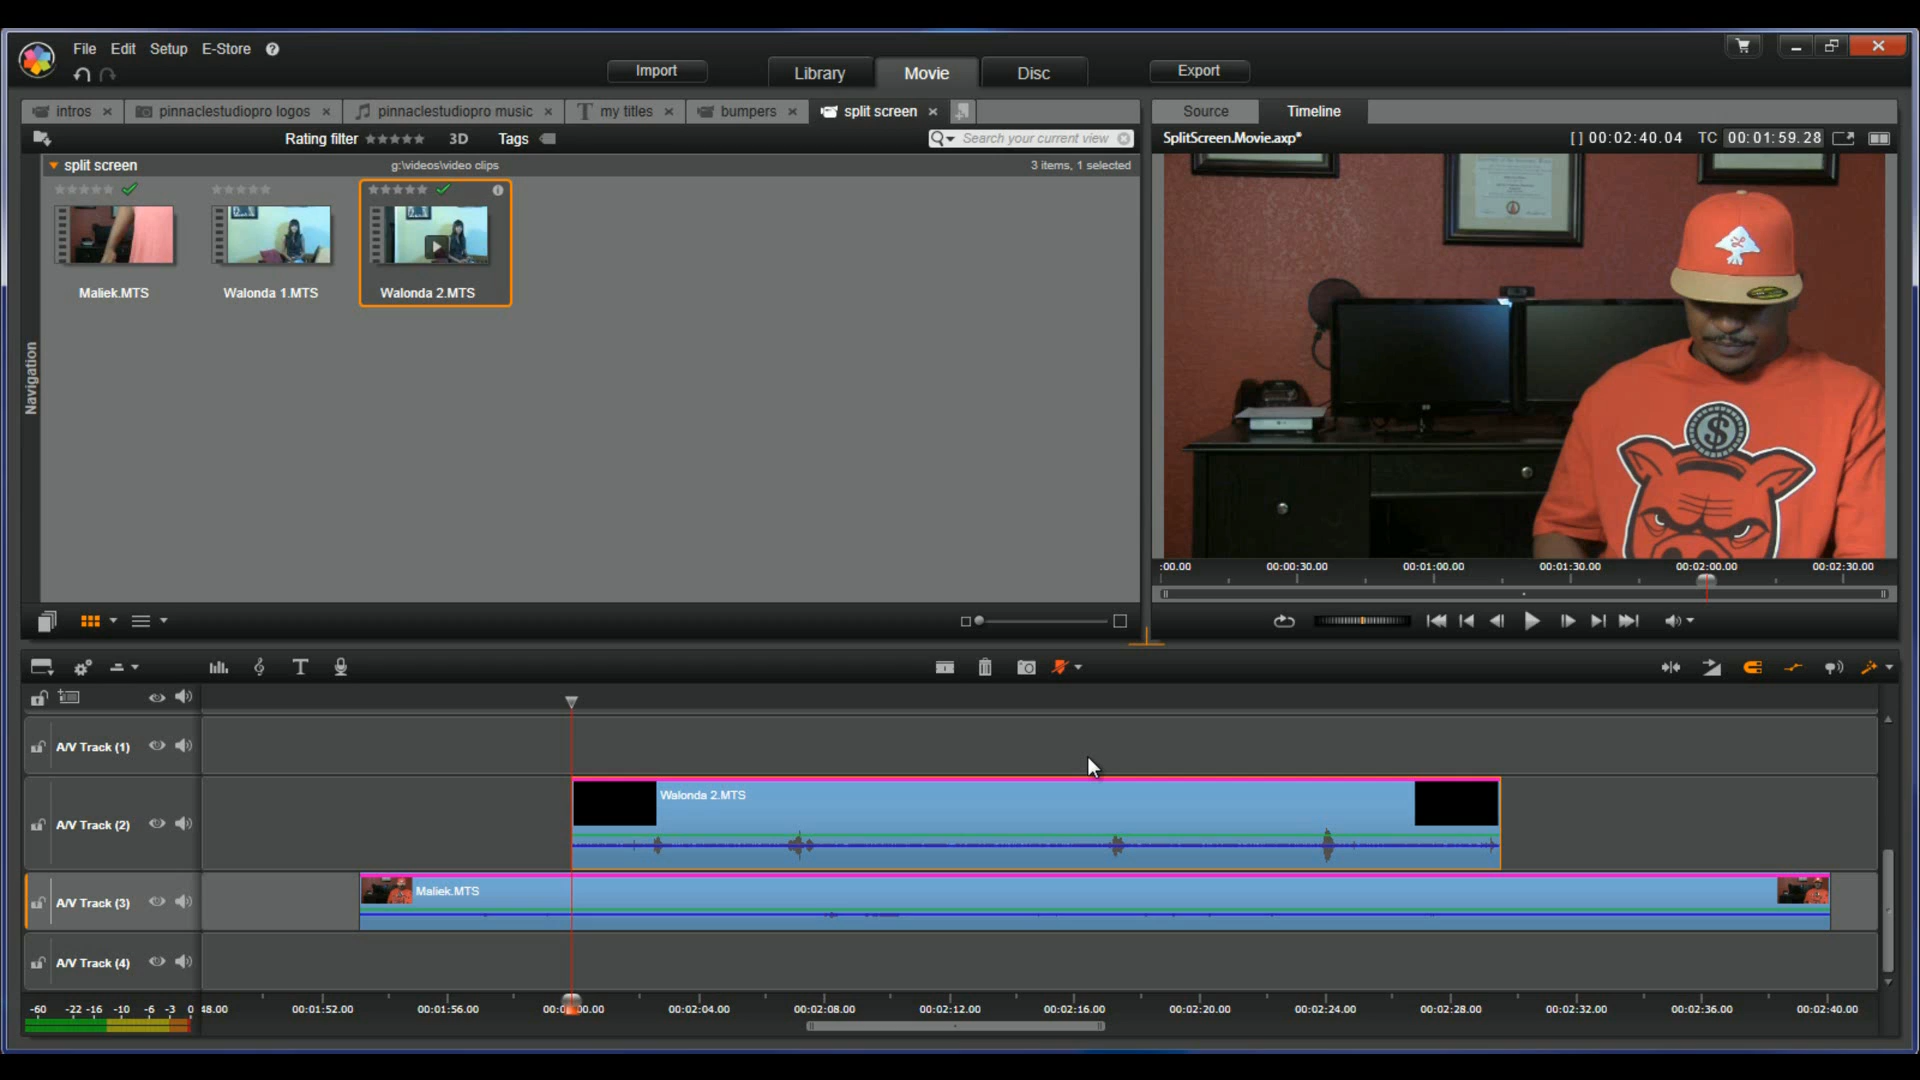 File Edit Setup E-Store ?
Import Library Movie Disc Export
intros pinnaclestudiopro logos pinnaclestudiopro music my titles bumpers split screen
Source Timeline
Rating filter 3D Tags Search your current view
SplitScreen.Movie.axp* [ ] 00:02:40.04 TC 00:01:59.28
split screen g:\videos\video clips 3 items, 1 selected
Maliek.MTS Walonda 1.MTS Walonda 2.MTS
Navigation
:00.00 00:00:30.00 00:01:00.00 00:01:30.00 00:02:00.00 00:02:30.00
A/V Track (1)
A/V Track (2) Walonda 2.MTS
A/V Track (3) Maliek.MTS
A/V Track (4)
-60 -22 -16 -10 -6 -3 0
48.00 00:01:52.00 00:01:56.00 00:02:04.00 00:02:08.00 00:02:12.00 00:02:16.00 00:02:20.00 00:02:24.00 00:02:28.00 00:02:32.00 00:02:36.00 00:02:40.00